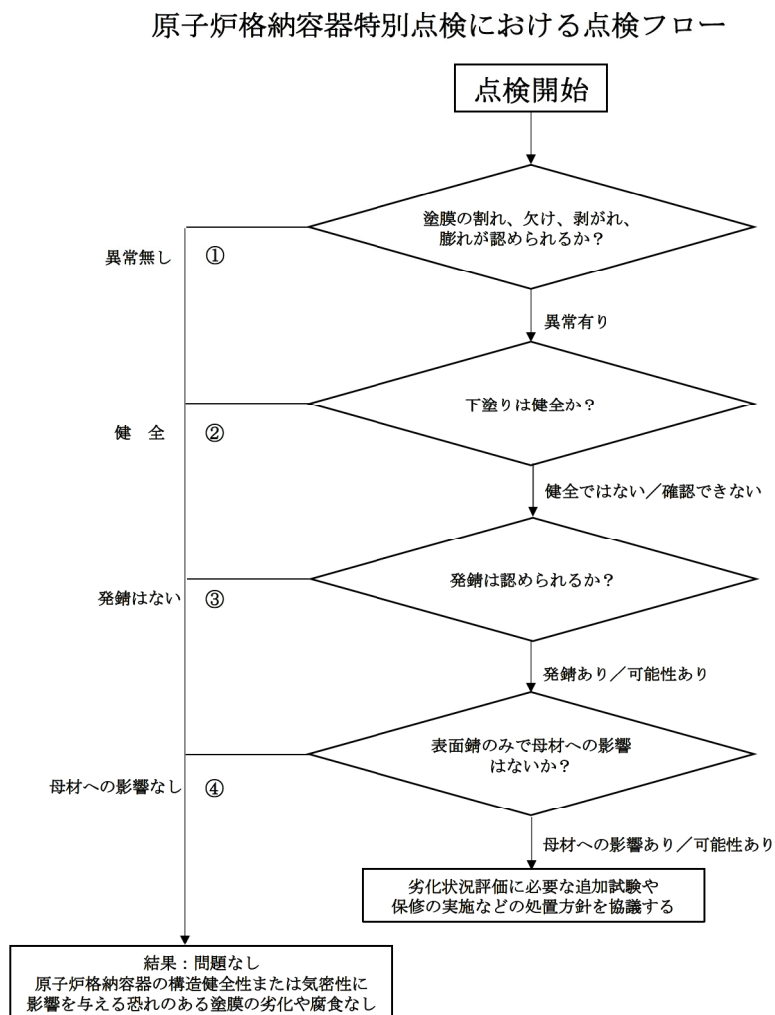 原子炉格納容器特別点検における点検フロー
点検開始
塗膜の割れ、欠け、剥がれ、
膨れが認められるか？
異常無し
①
異常有り
下塗りは健全か？
健　全
②
健全ではない／確認できない
発錆は認められるか？
発錆はない
③
発錆あり／可能性あり
表面錆のみで母材への影響
はないか？
母材への影響なし
④
母材への影響あり／可能性あり
劣化状況評価に必要な追加試験や
保修の実施などの処置方針を協議する
結果：問題なし
原子炉格納容器の構造健全性または気密性に
影響を与える恐れのある塗膜の劣化や腐食なし